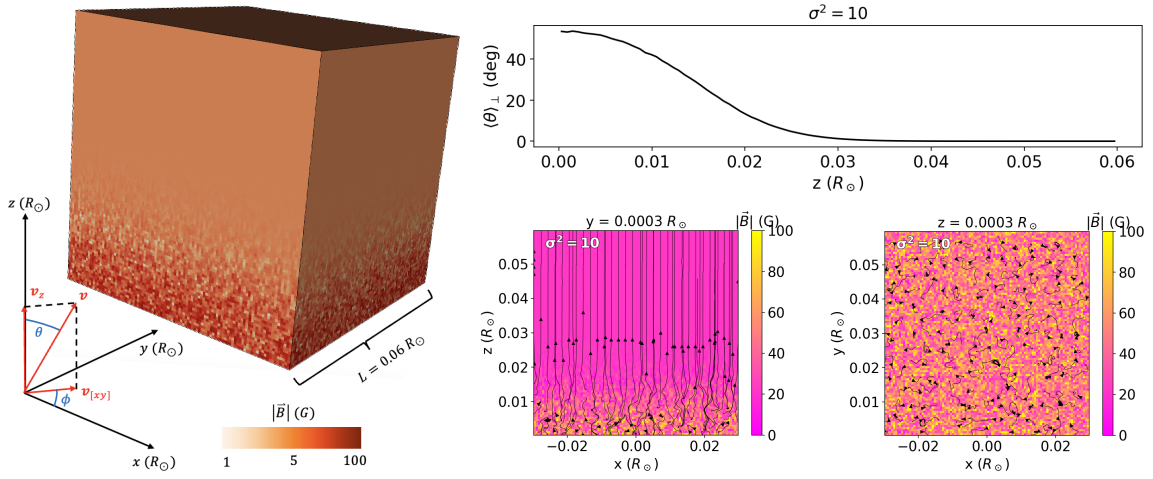 z (R☉)
v_z
v
θ
y (R☉)
v_[xy]
ϕ
x (R☉)
L = 0.06 R☉
|B⃗| (G)
1 5 100
σ² = 10
⟨θ⟩⊥ (deg)
40
20
0
0.00 0.01 0.02 0.03 0.04 0.05 0.06
z (R☉)
y = 0.0003 R☉
|B⃗| (G)
σ² = 10
z (R☉)
0.05
0.04
0.03
0.02
0.01
−0.02 0.00 0.02
x (R☉)
100
80
60
40
20
0
z = 0.0003 R☉
|B⃗| (G)
σ² = 10
y (R☉)
0.05
0.04
0.03
0.02
0.01
−0.02 0.00 0.02
x (R☉)
100
80
60
40
20
0